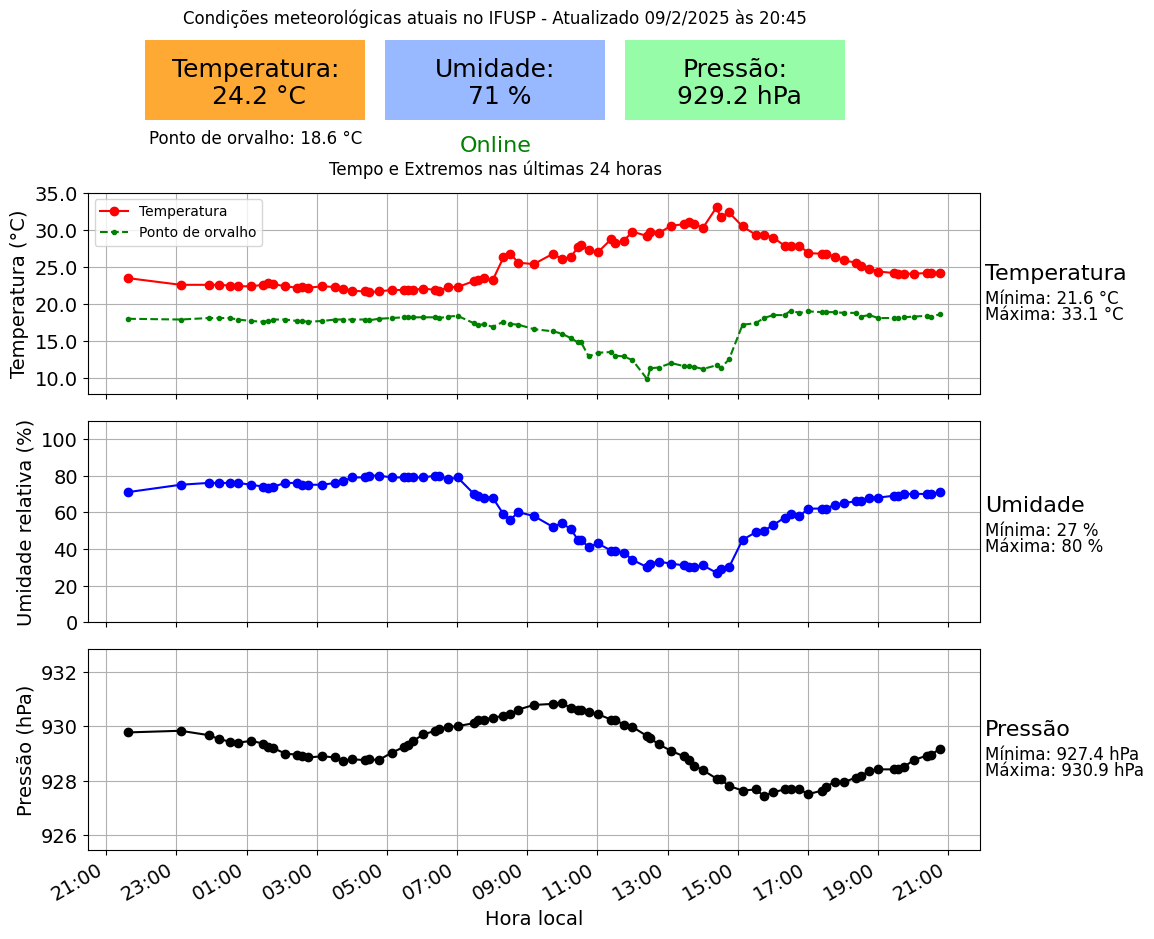 Condições meteorológicas atuais no IFUSP - Atualizado 09/2/2025 às 20:45
Temperatura:
24.2 °C
Umidade:
71 %
Pressão:
929.2 hPa
Ponto de orvalho: 18.6 °C
Online
Tempo e Extremos nas últimas 24 horas
Temperatura (°C)
35.0
30.0
25.0
20.0
15.0
10.0
Temperatura
Ponto de orvalho
Temperatura
Mínima: 21.6 °C
Máxima: 33.1 °C
Umidade relativa (%)
100
80
60
40
20
0
Umidade
Mínima: 27 %
Máxima: 80 %
Pressão (hPa)
932
930
928
926
Pressão
Mínima: 927.4 hPa
Máxima: 930.9 hPa
21:00 23:00 01:00 03:00 05:00 07:00 09:00 11:00 13:00 15:00 17:00 19:00 21:00
Hora local